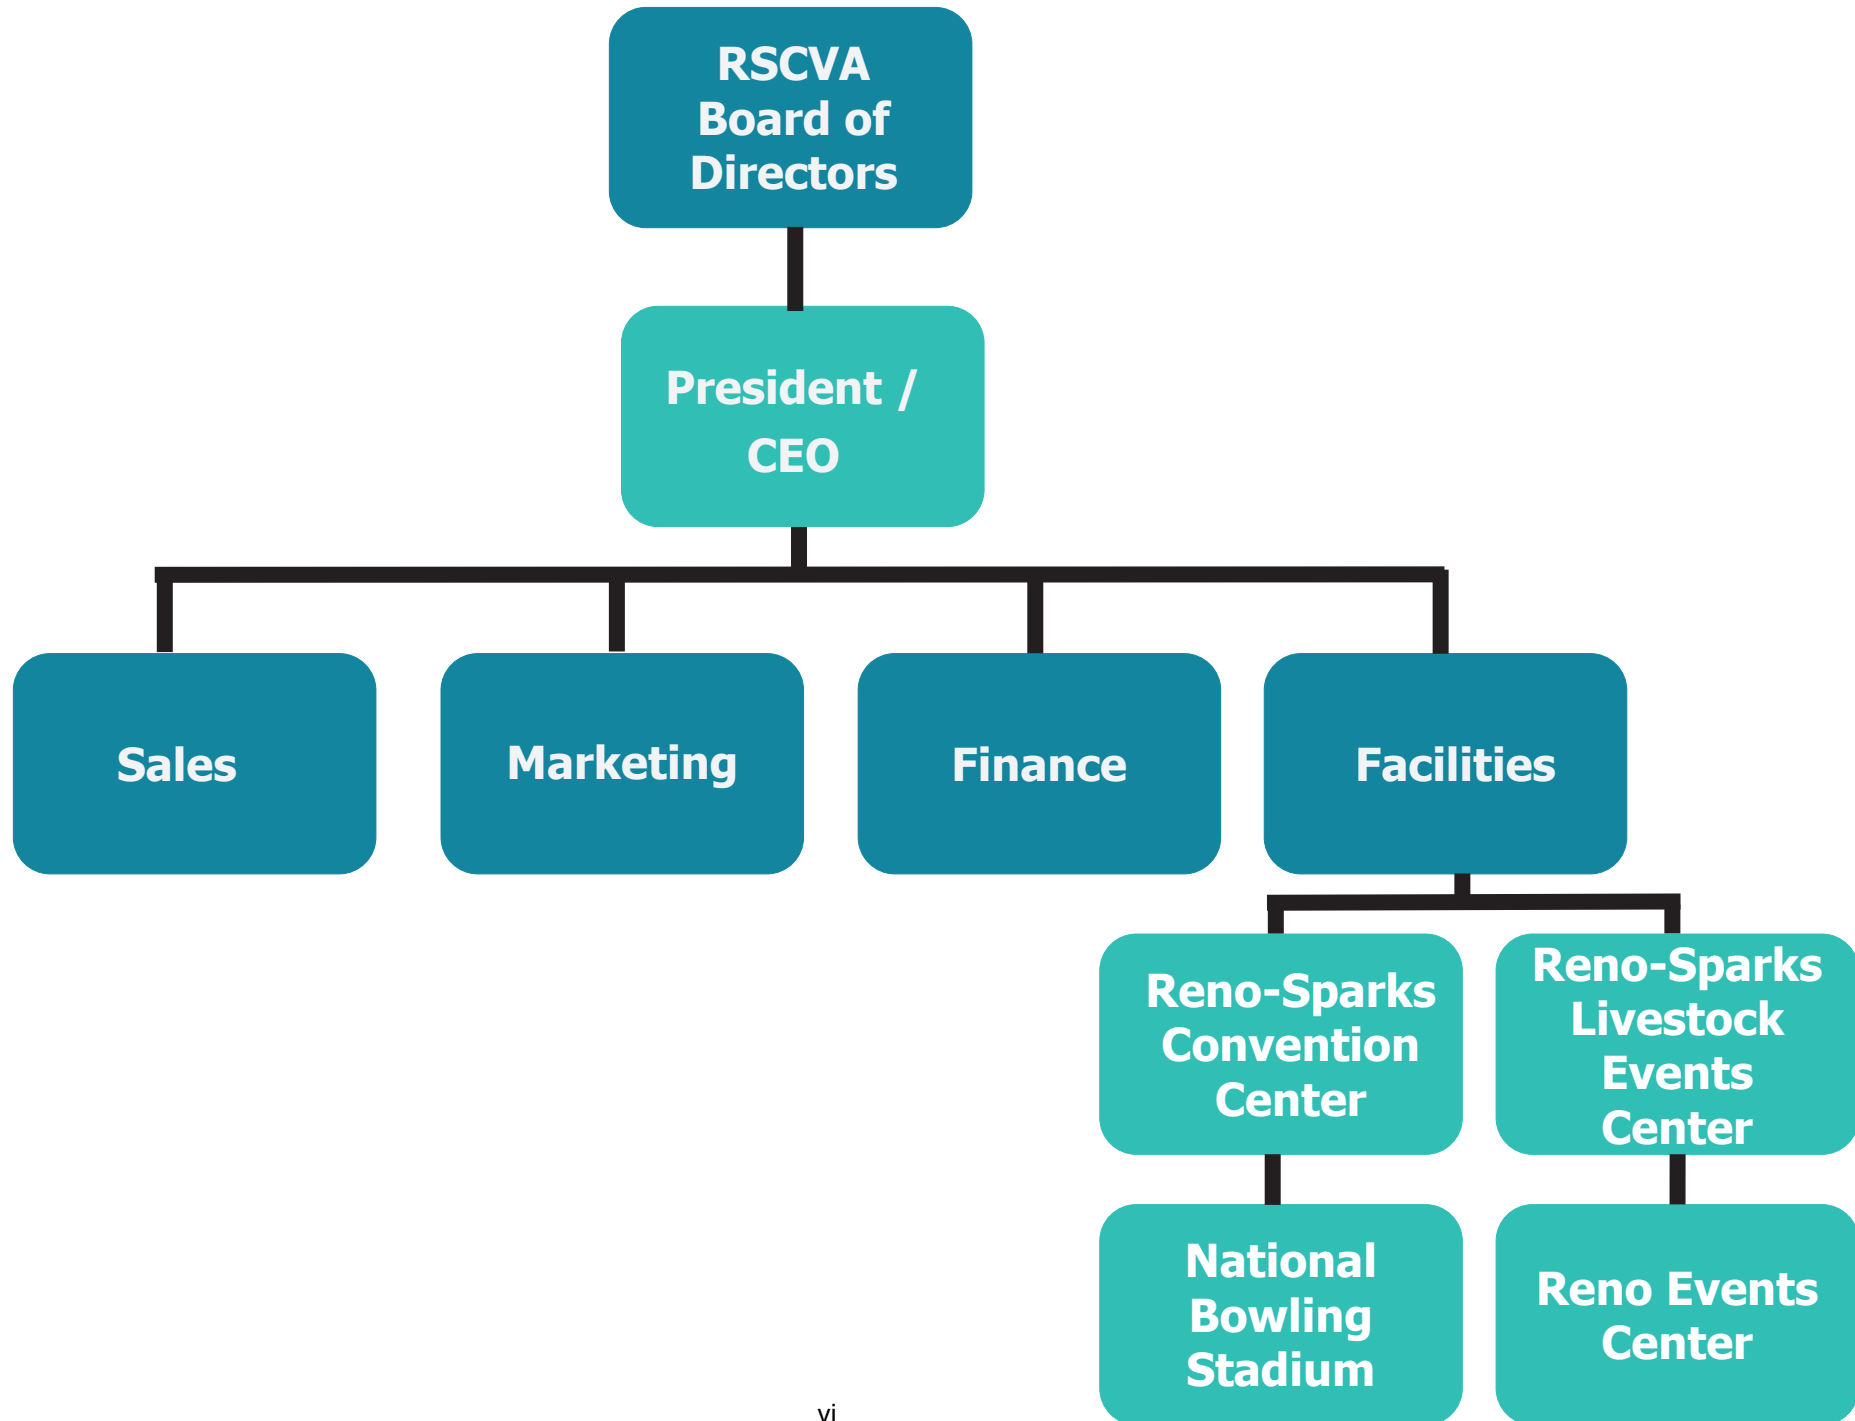 RSCVA
Board of
Directors
President /
CEO
Sales
Marketing
Finance
Facilities
Reno-Sparks
Convention
Center
Reno-Sparks
Livestock
Events
Center
National
Bowling
Stadium
Reno Events
Center
vi